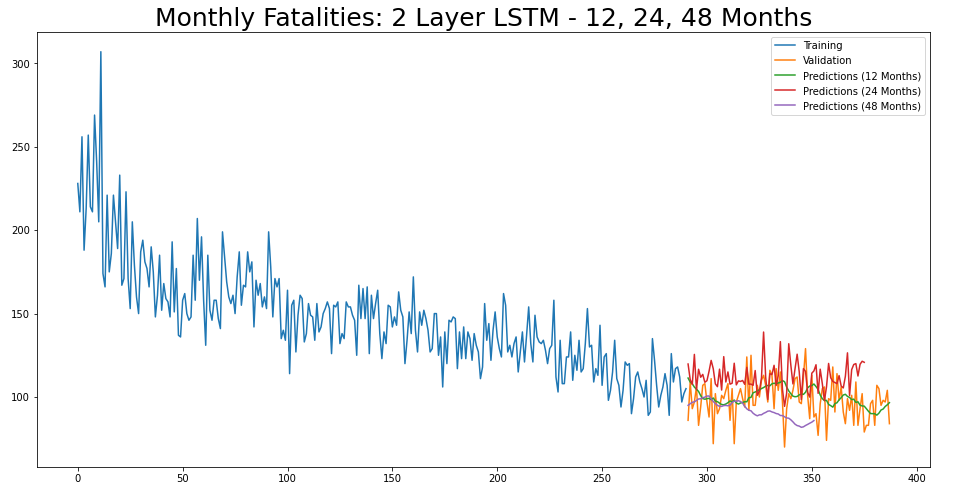 Monthly Fatalities: 2 Layer LSTM - 12, 24, 48 Months
Training
Validation
Predictions (12 Months)
Predictions (24 Months)
Predictions (48 Months)
300
250
200
150
100
0 50 100 150 200 250 300 350 400